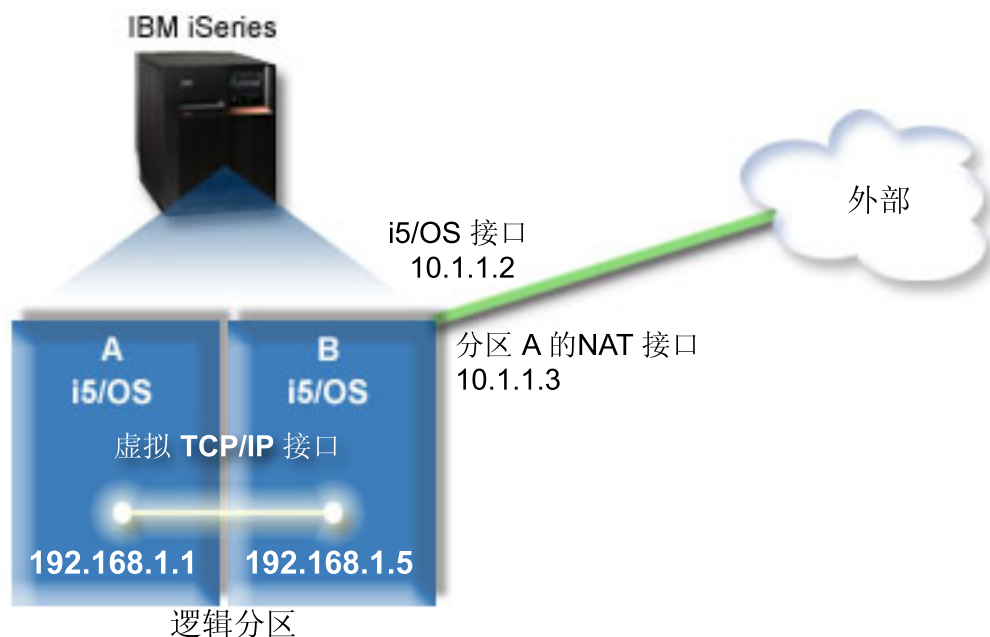 IBM iSeries
外部
i5/OS 接口
10.1.1.2
分区 A 的NAT 接口
10.1.1.3
A
i5/OS
B
i5/OS
虚拟 TCP/IP 接口
192.168.1.1
192.168.1.5
逻辑分区